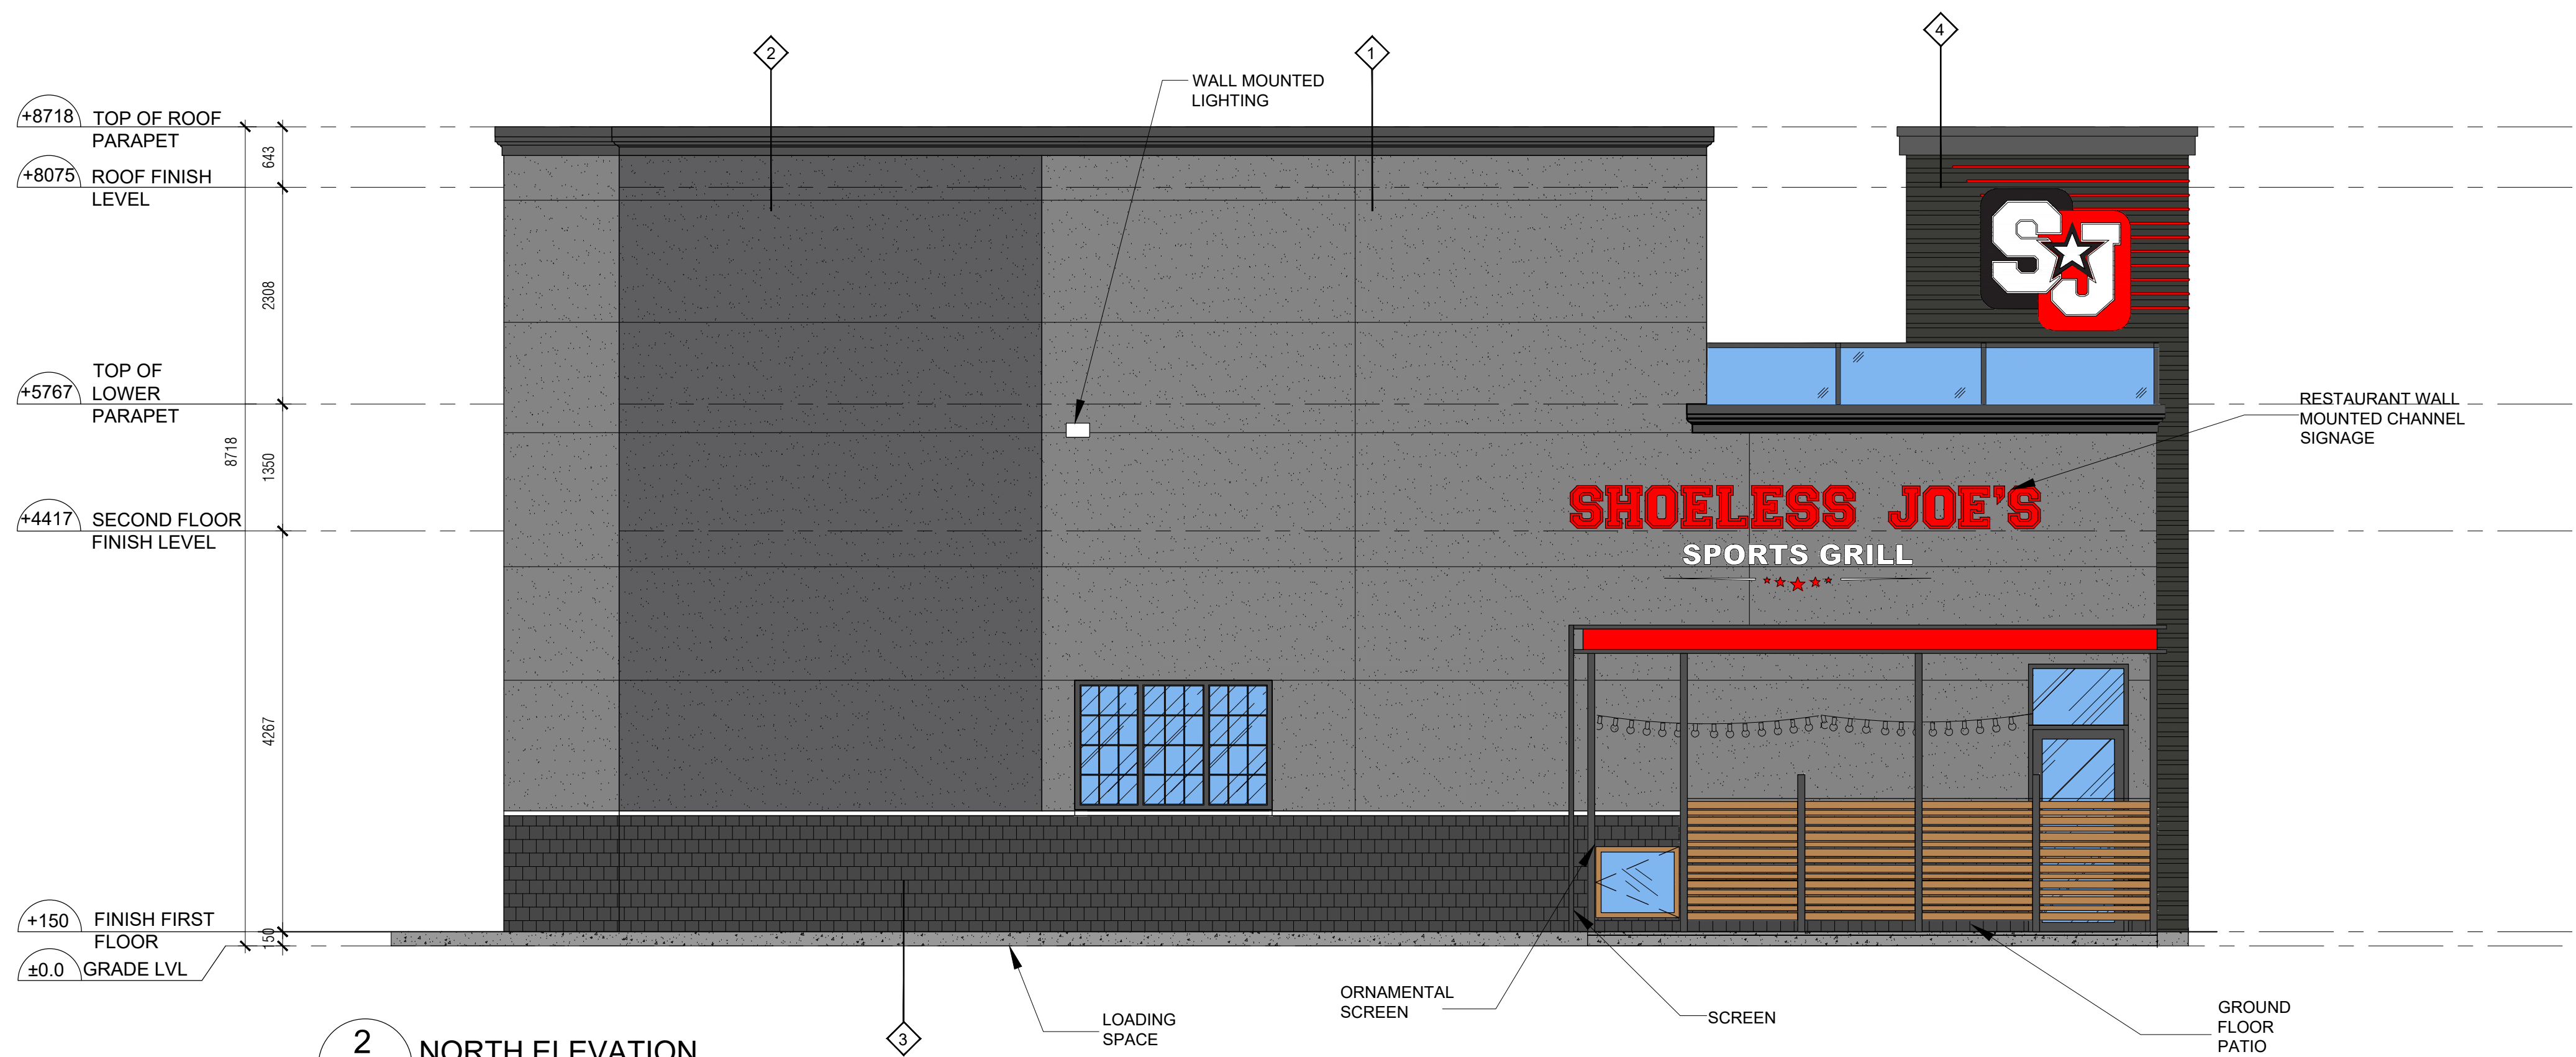 2
1
4
WALL MOUNTED
LIGHTING
+8718 TOP OF ROOF
PARAPET
643
+8075 ROOF FINISH
LEVEL
2308
+5767 TOP OF
LOWER
PARAPET
8718
1350
+4417 SECOND FLOOR
FINISH LEVEL
4267
+150 FINISH FIRST
FLOOR
150
±0.0 GRADE LVL
SJ
RESTAURANT WALL
MOUNTED CHANNEL
SIGNAGE
SHOELESS JOE'S
SPORTS GRILL
ORNAMENTAL
SCREEN
SCREEN
GROUND
FLOOR
PATIO
LOADING
SPACE
3
2
NORTH ELEVATION